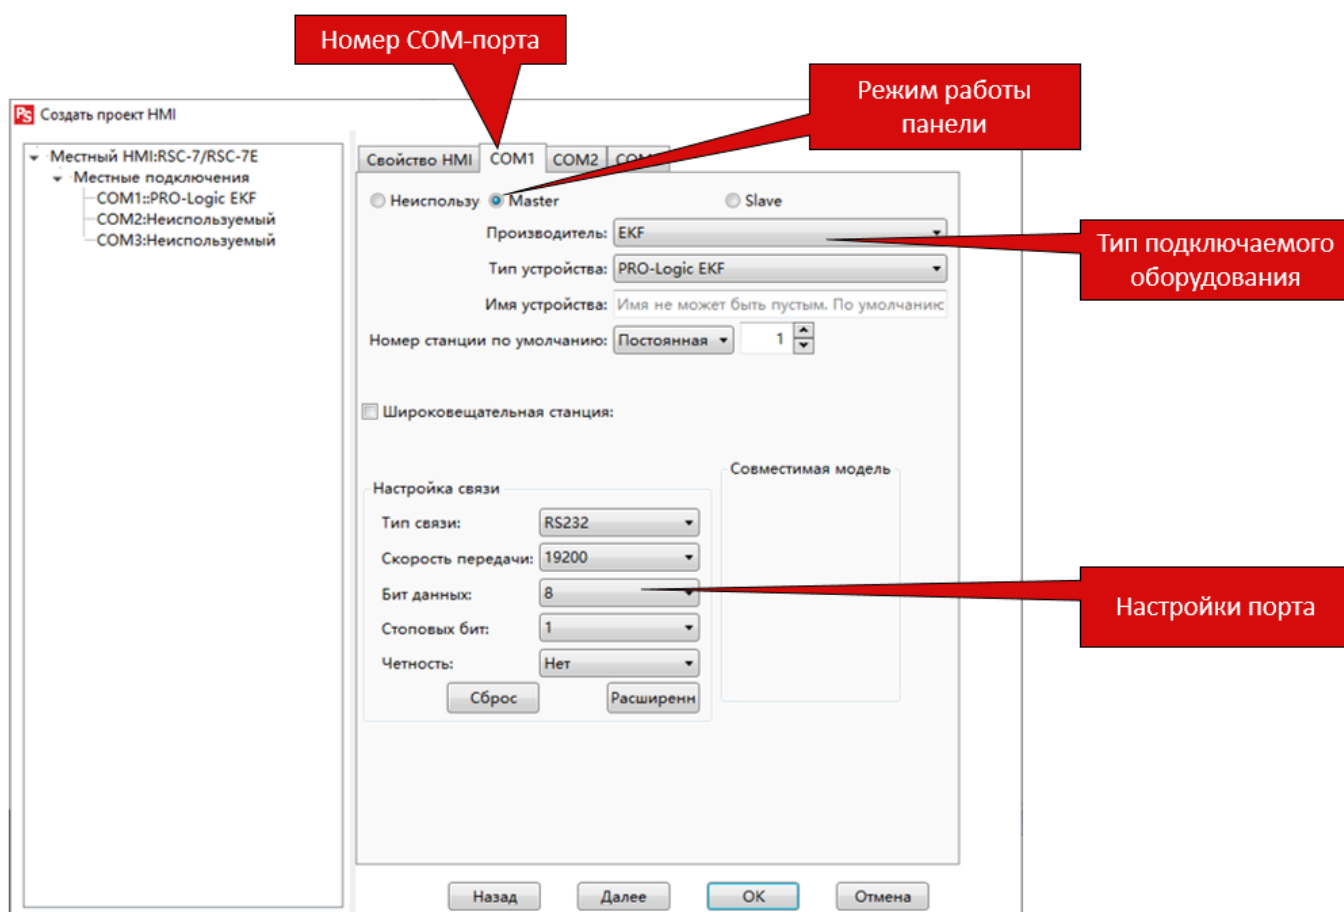 Номер COM-порта
Режим работы
панели
PS Создать проект HMI
Местный HMI:RSC-7/RSC-7E
Местные подключения
COM1::PRO-Logic EKF
COM2:Неиспользуемый
COM3:Неиспользуемый
Свойство HMI COM1 COM2
Неиспользу Master Slave
Производитель: EKF
Тип подключаемого
оборудования
Тип устройства: PRO-Logic EKF
Имя устройства: Имя не может быть пустым. По умолчанию
Номер станции по умолчанию: Постоянная 1
Широковещательная станция:
Совместимая модель
Настройка связи
Тип связи: RS232
Скорость передачи: 19200
Бит данных: 8
Настройки порта
Стоповых бит: 1
Четность: Нет
Сброс Расширенн
Назад Далее OK Отмена